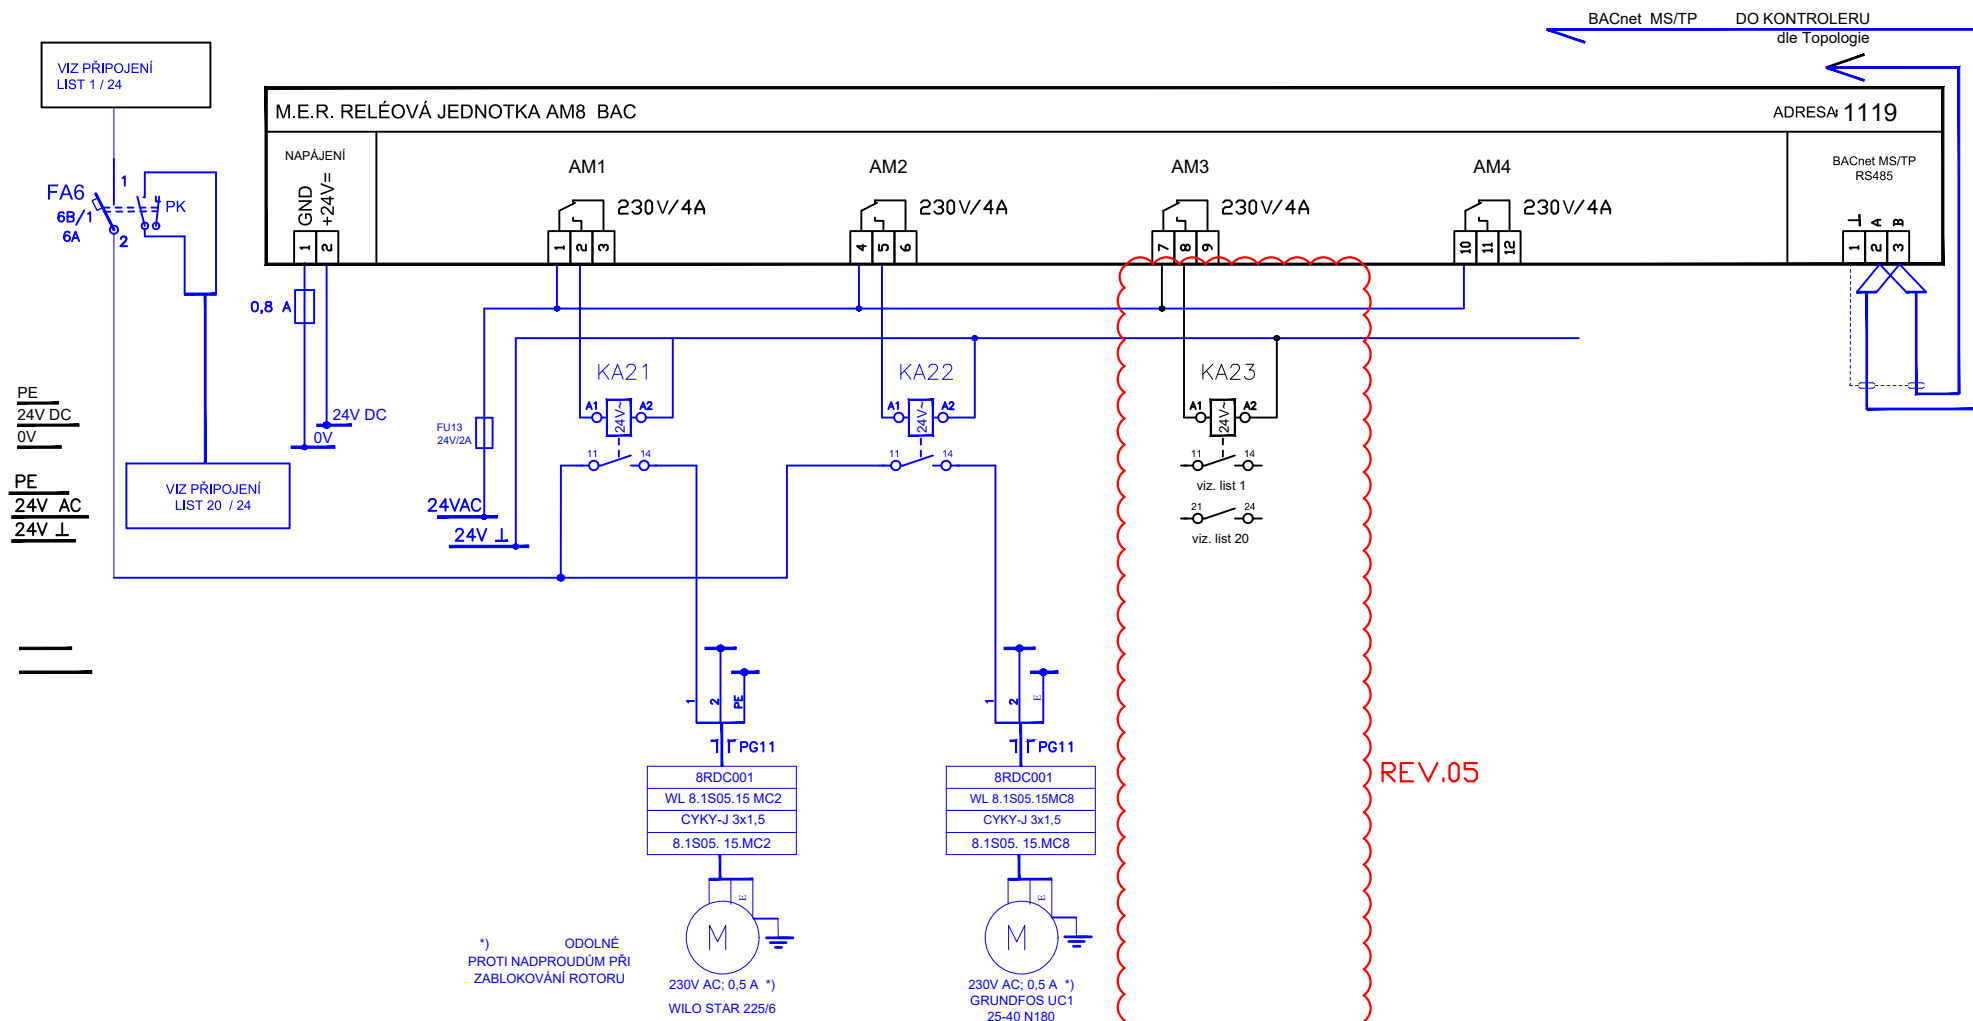 BACnet MS/TP DO KONTROLERU
dle Topologie
VIZ PŘIPOJENÍ
LIST 1 / 24
M.E.R. RELÉOVÁ JEDNOTKA AM8 BAC
ADRESA 1119
NAPÁJENÍ
GND
+24V=
1 2
AM1
230V/4A
1 2 3
AM2
230V/4A
4 5 6
AM3
230V/4A
7 8 9
AM4
230V/4A
10 11 12
BACnet MS/TP
RS485
⊥ A B
1 2 3
FA6
6B/1
6A
1
2
PK
0,8 A
PE
24V DC
0V
PE
24V AC
24V ⊥
24V DC
0V
VIZ PŘIPOJENÍ
LIST 20 / 24
FU13
24V/2A
24VAC
24V ⊥
KA21
A1 24V~ A2
11 14
KA22
A1 24V~ A2
11 14
KA23
A1 24V~ A2
11 14
viz. list 1
21 24
viz. list 20
REV.05
1 2 PE
PG11
8RDC001
WL 8.1S05.15 MC2
CYKY-J 3x1,5
8.1S05. 15.MC2
E
M
230V AC; 0,5 A *)
WILO STAR 225/6
1 2 E
PG11
8RDC001
WL 8.1S05.15MC8
CYKY-J 3x1,5
8.1S05. 15.MC8
E
M
230V AC; 0,5 A *)
GRUNDFOS UC1
25-40 N180
*) ODOLNÉ
PROTI NADPROUDŮM PŘI
ZABLOKOVÁNÍ ROTORU